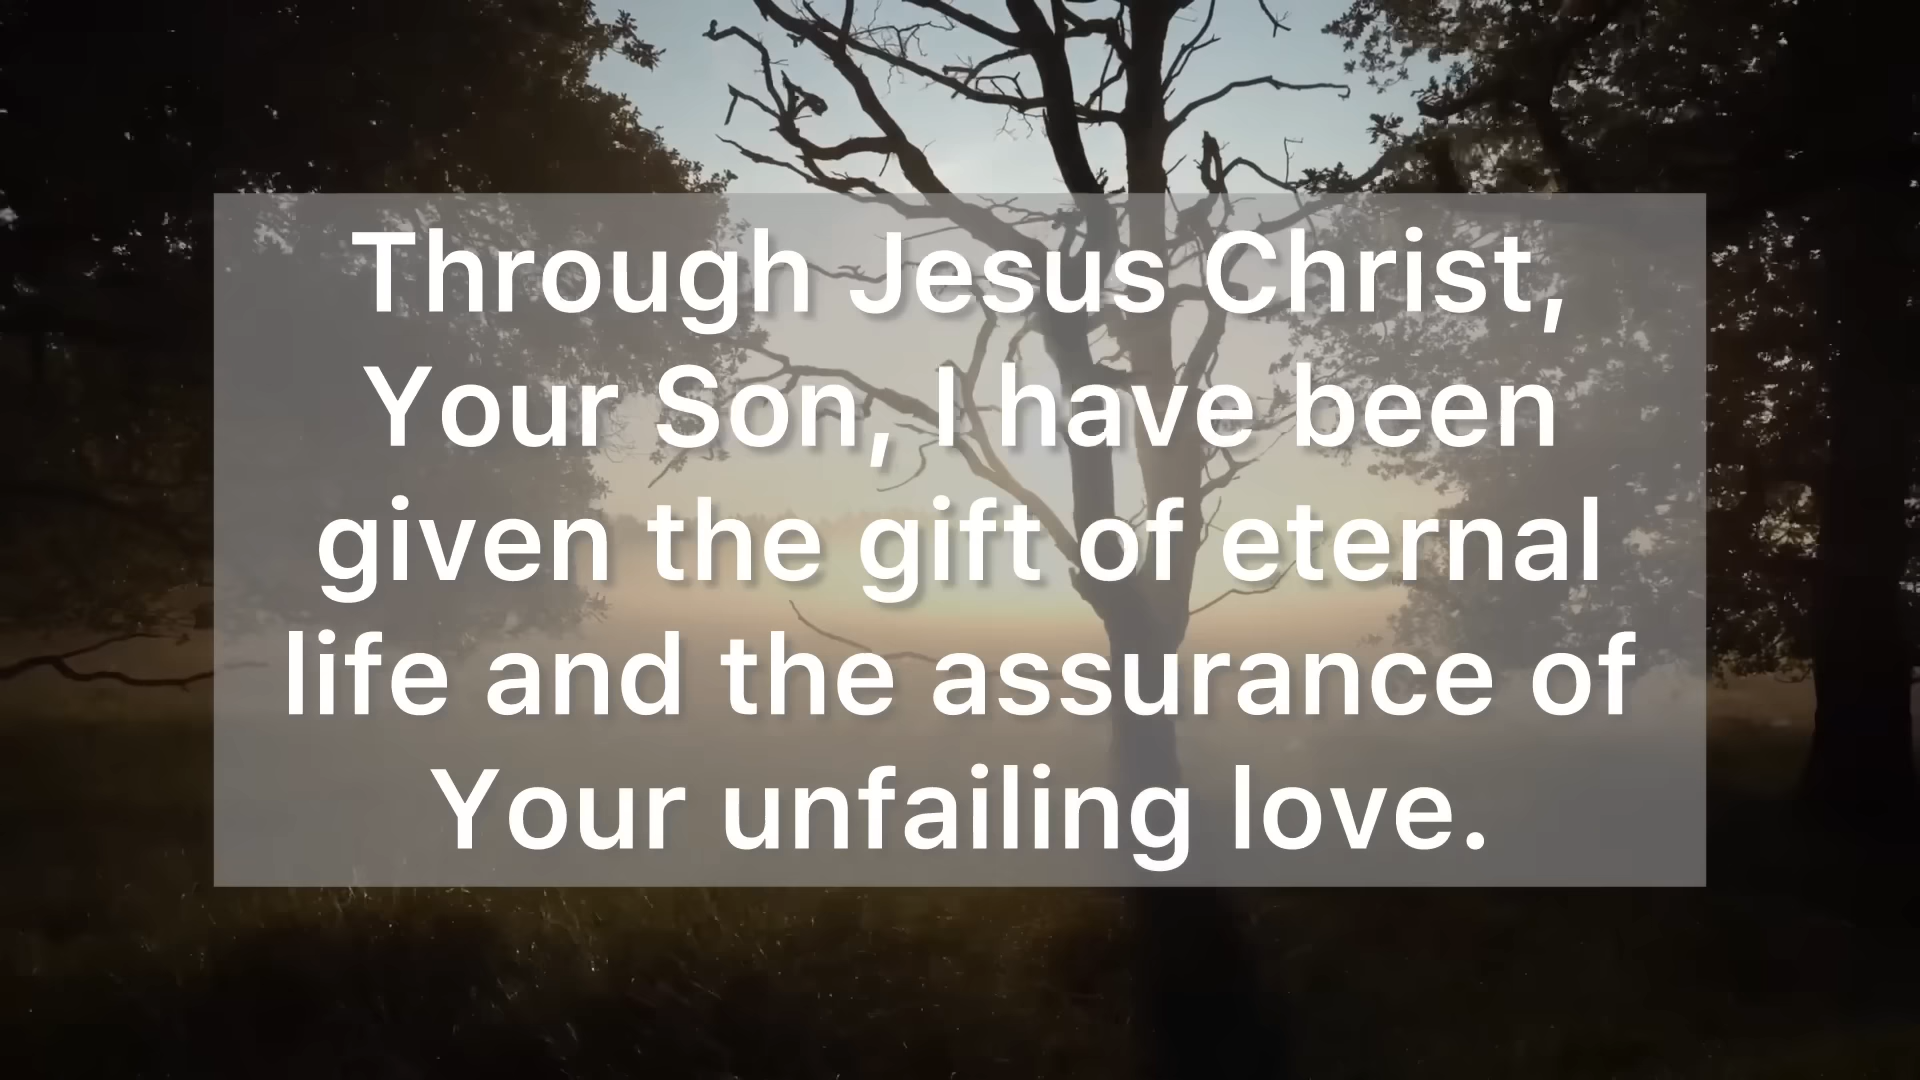 Through Jesus Christ,
Your Son, I have been
given the gift of eternal
life and the assurance of
Your unfailing love.